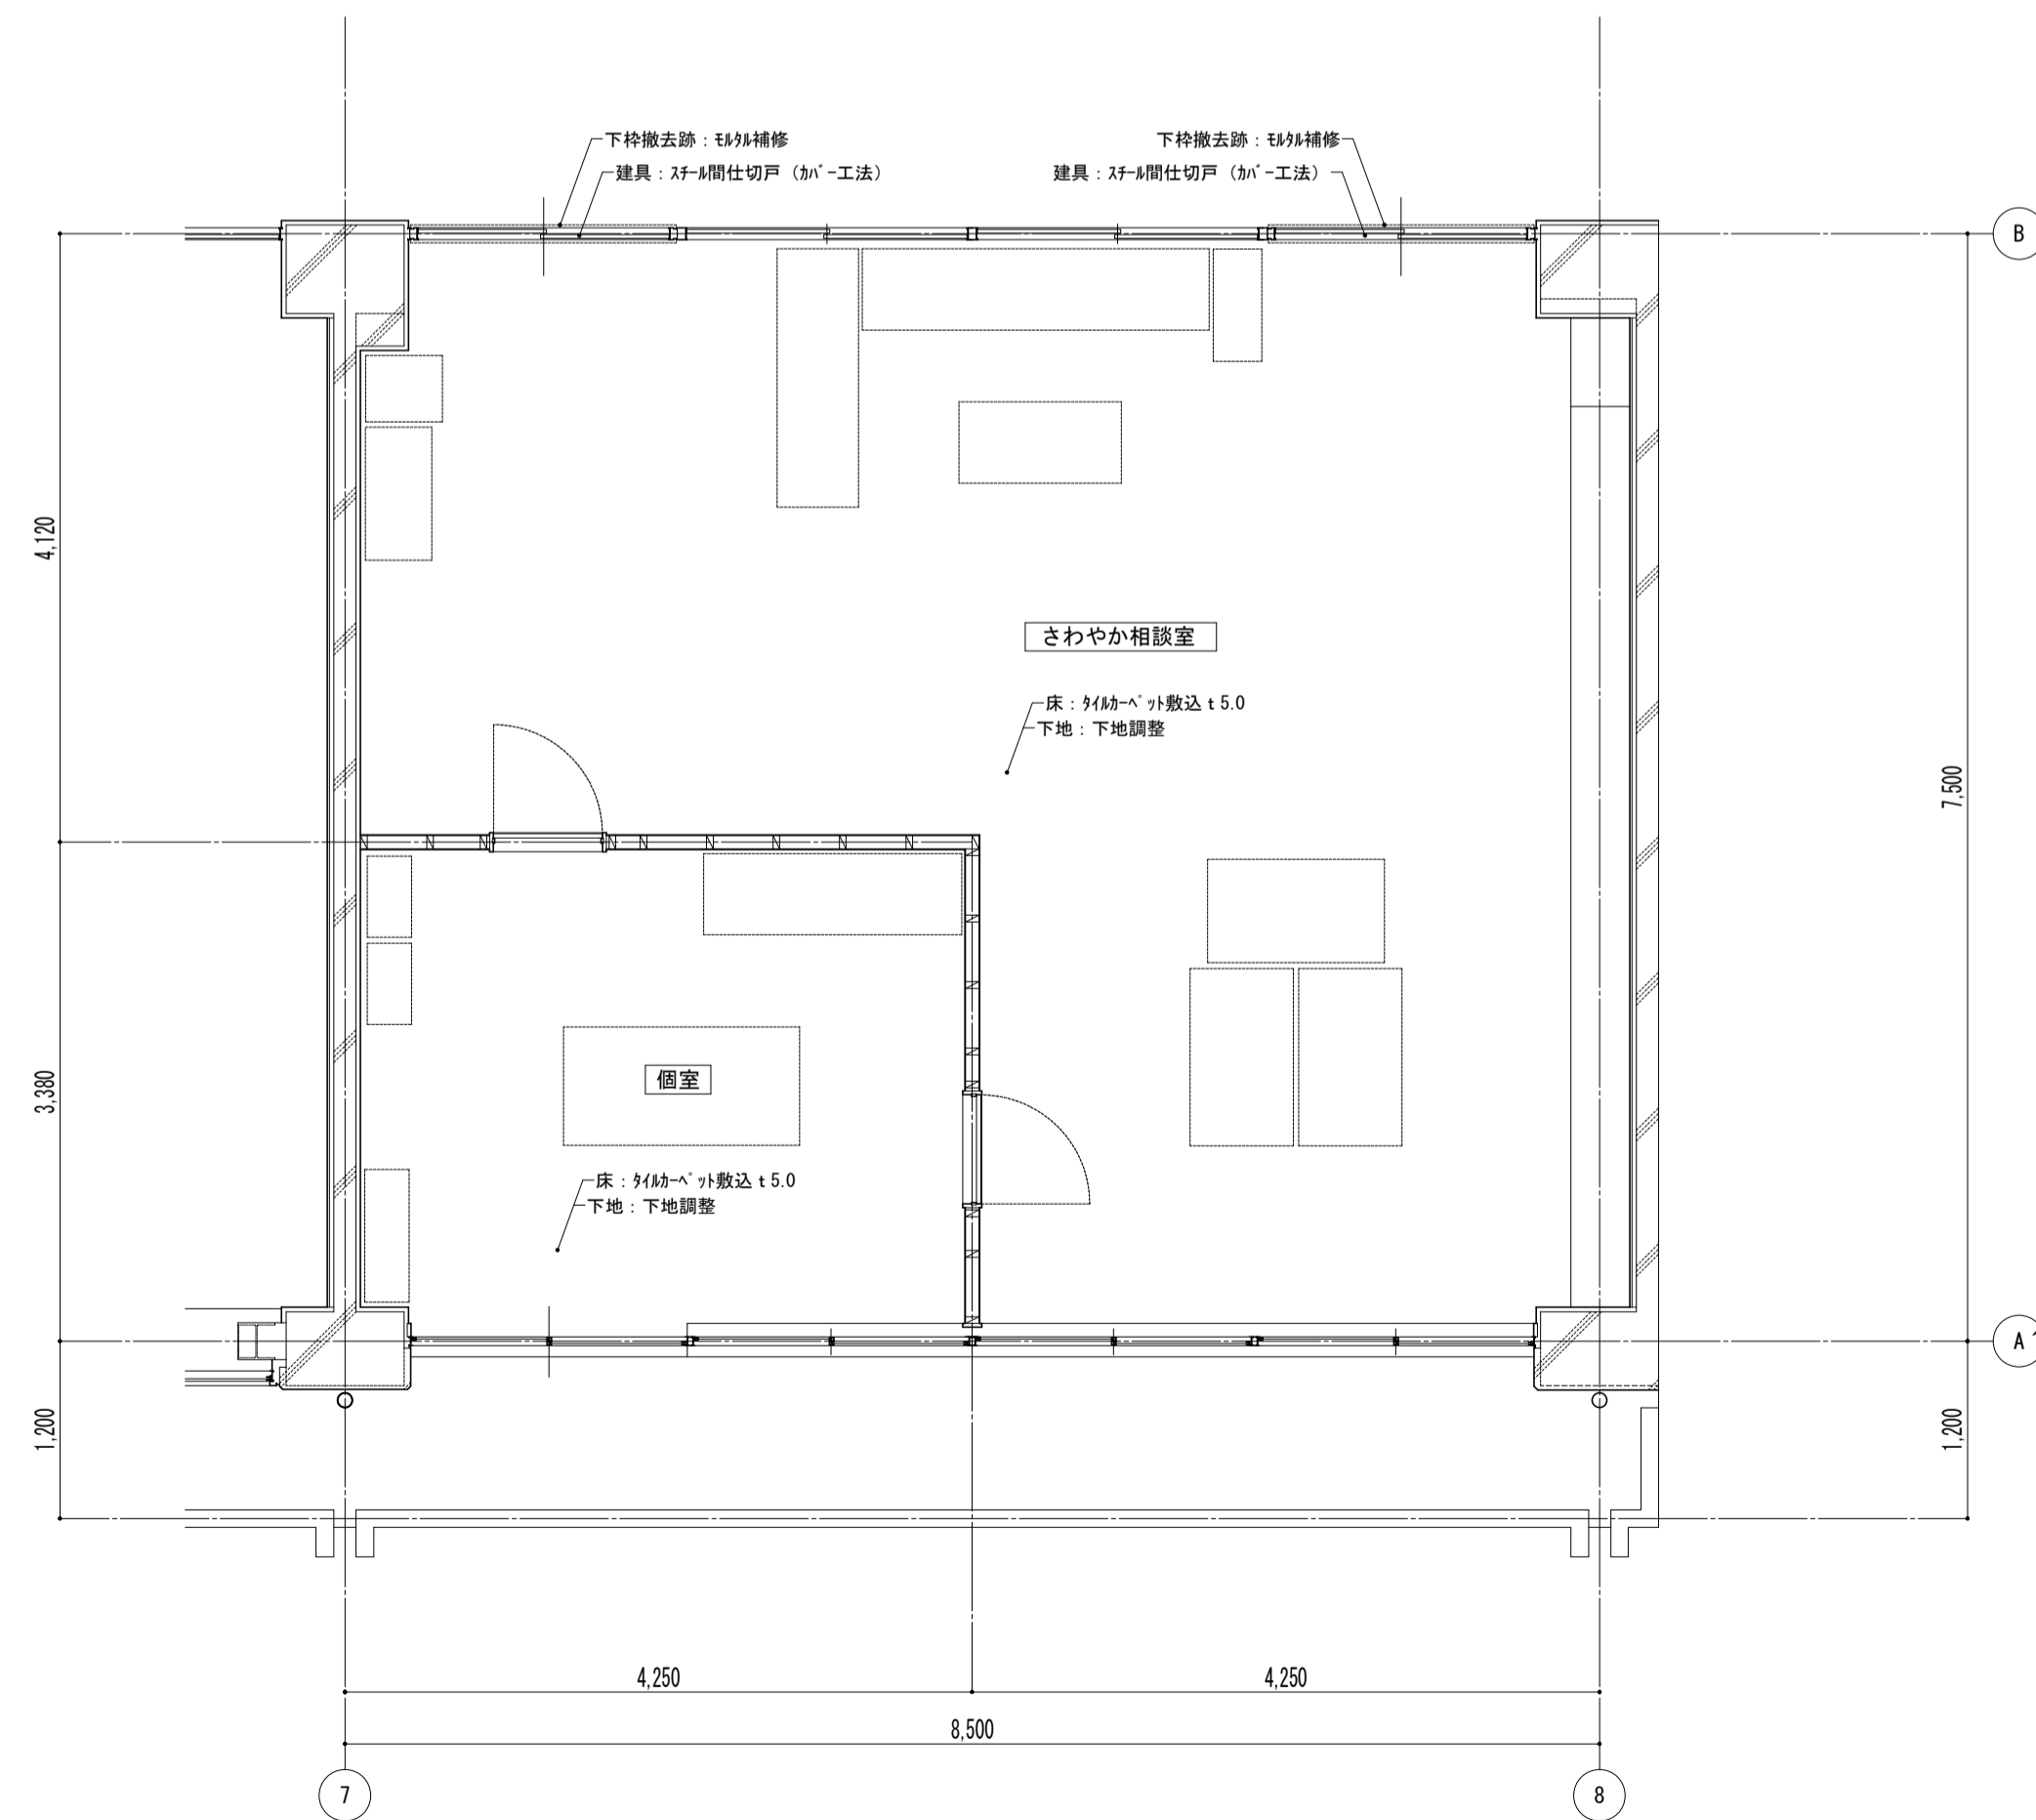 下枠撤去跡：ﾓﾙﾀﾙ補修
建具：ｽﾁｰﾙ間仕切戸（ｶﾊﾞｰ工法）
下枠撤去跡：ﾓﾙﾀﾙ補修
建具：ｽﾁｰﾙ間仕切戸（ｶﾊﾞｰ工法）
B
4,120
さわやか相談室
床：ﾀｲﾙｶｰﾍﾟｯﾄ敷込 t 5.0
下地：下地調整
7,500
3,380
個室
床：ﾀｲﾙｶｰﾍﾟｯﾄ敷込 t 5.0
下地：下地調整
A
1,200
1,200
4,250
4,250
8,500
7
8